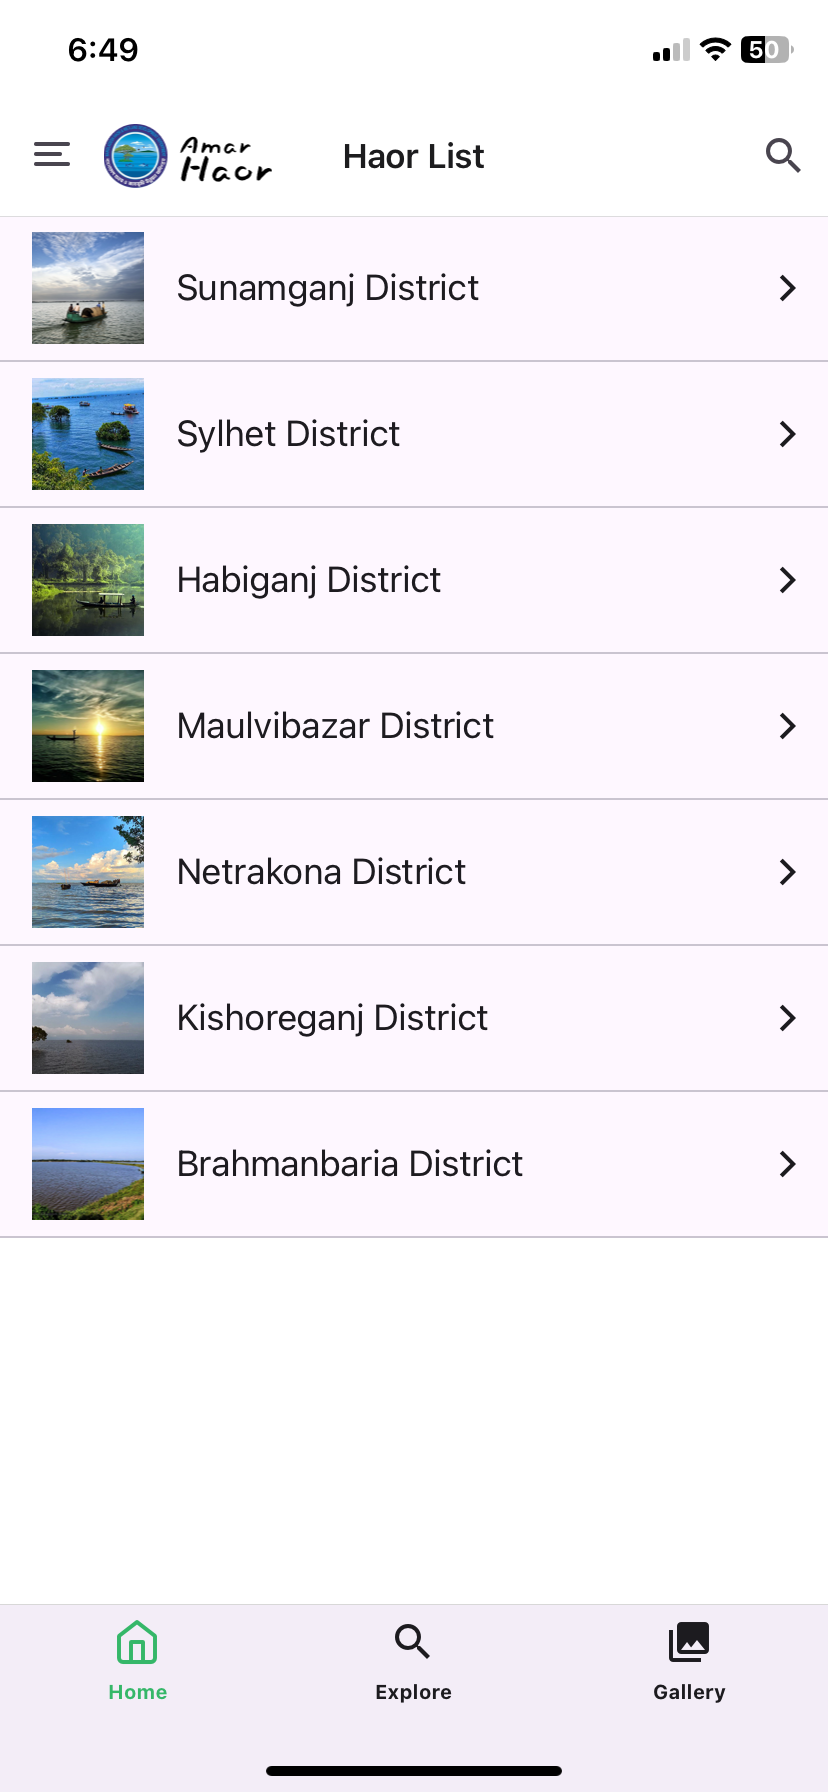 6:49
50
Amar
Haor
Haor List
Sunamganj District
Sylhet District
Habiganj District
Maulvibazar District
Netrakona District
Kishoreganj District
Brahmanbaria District
Home
Explore
Gallery